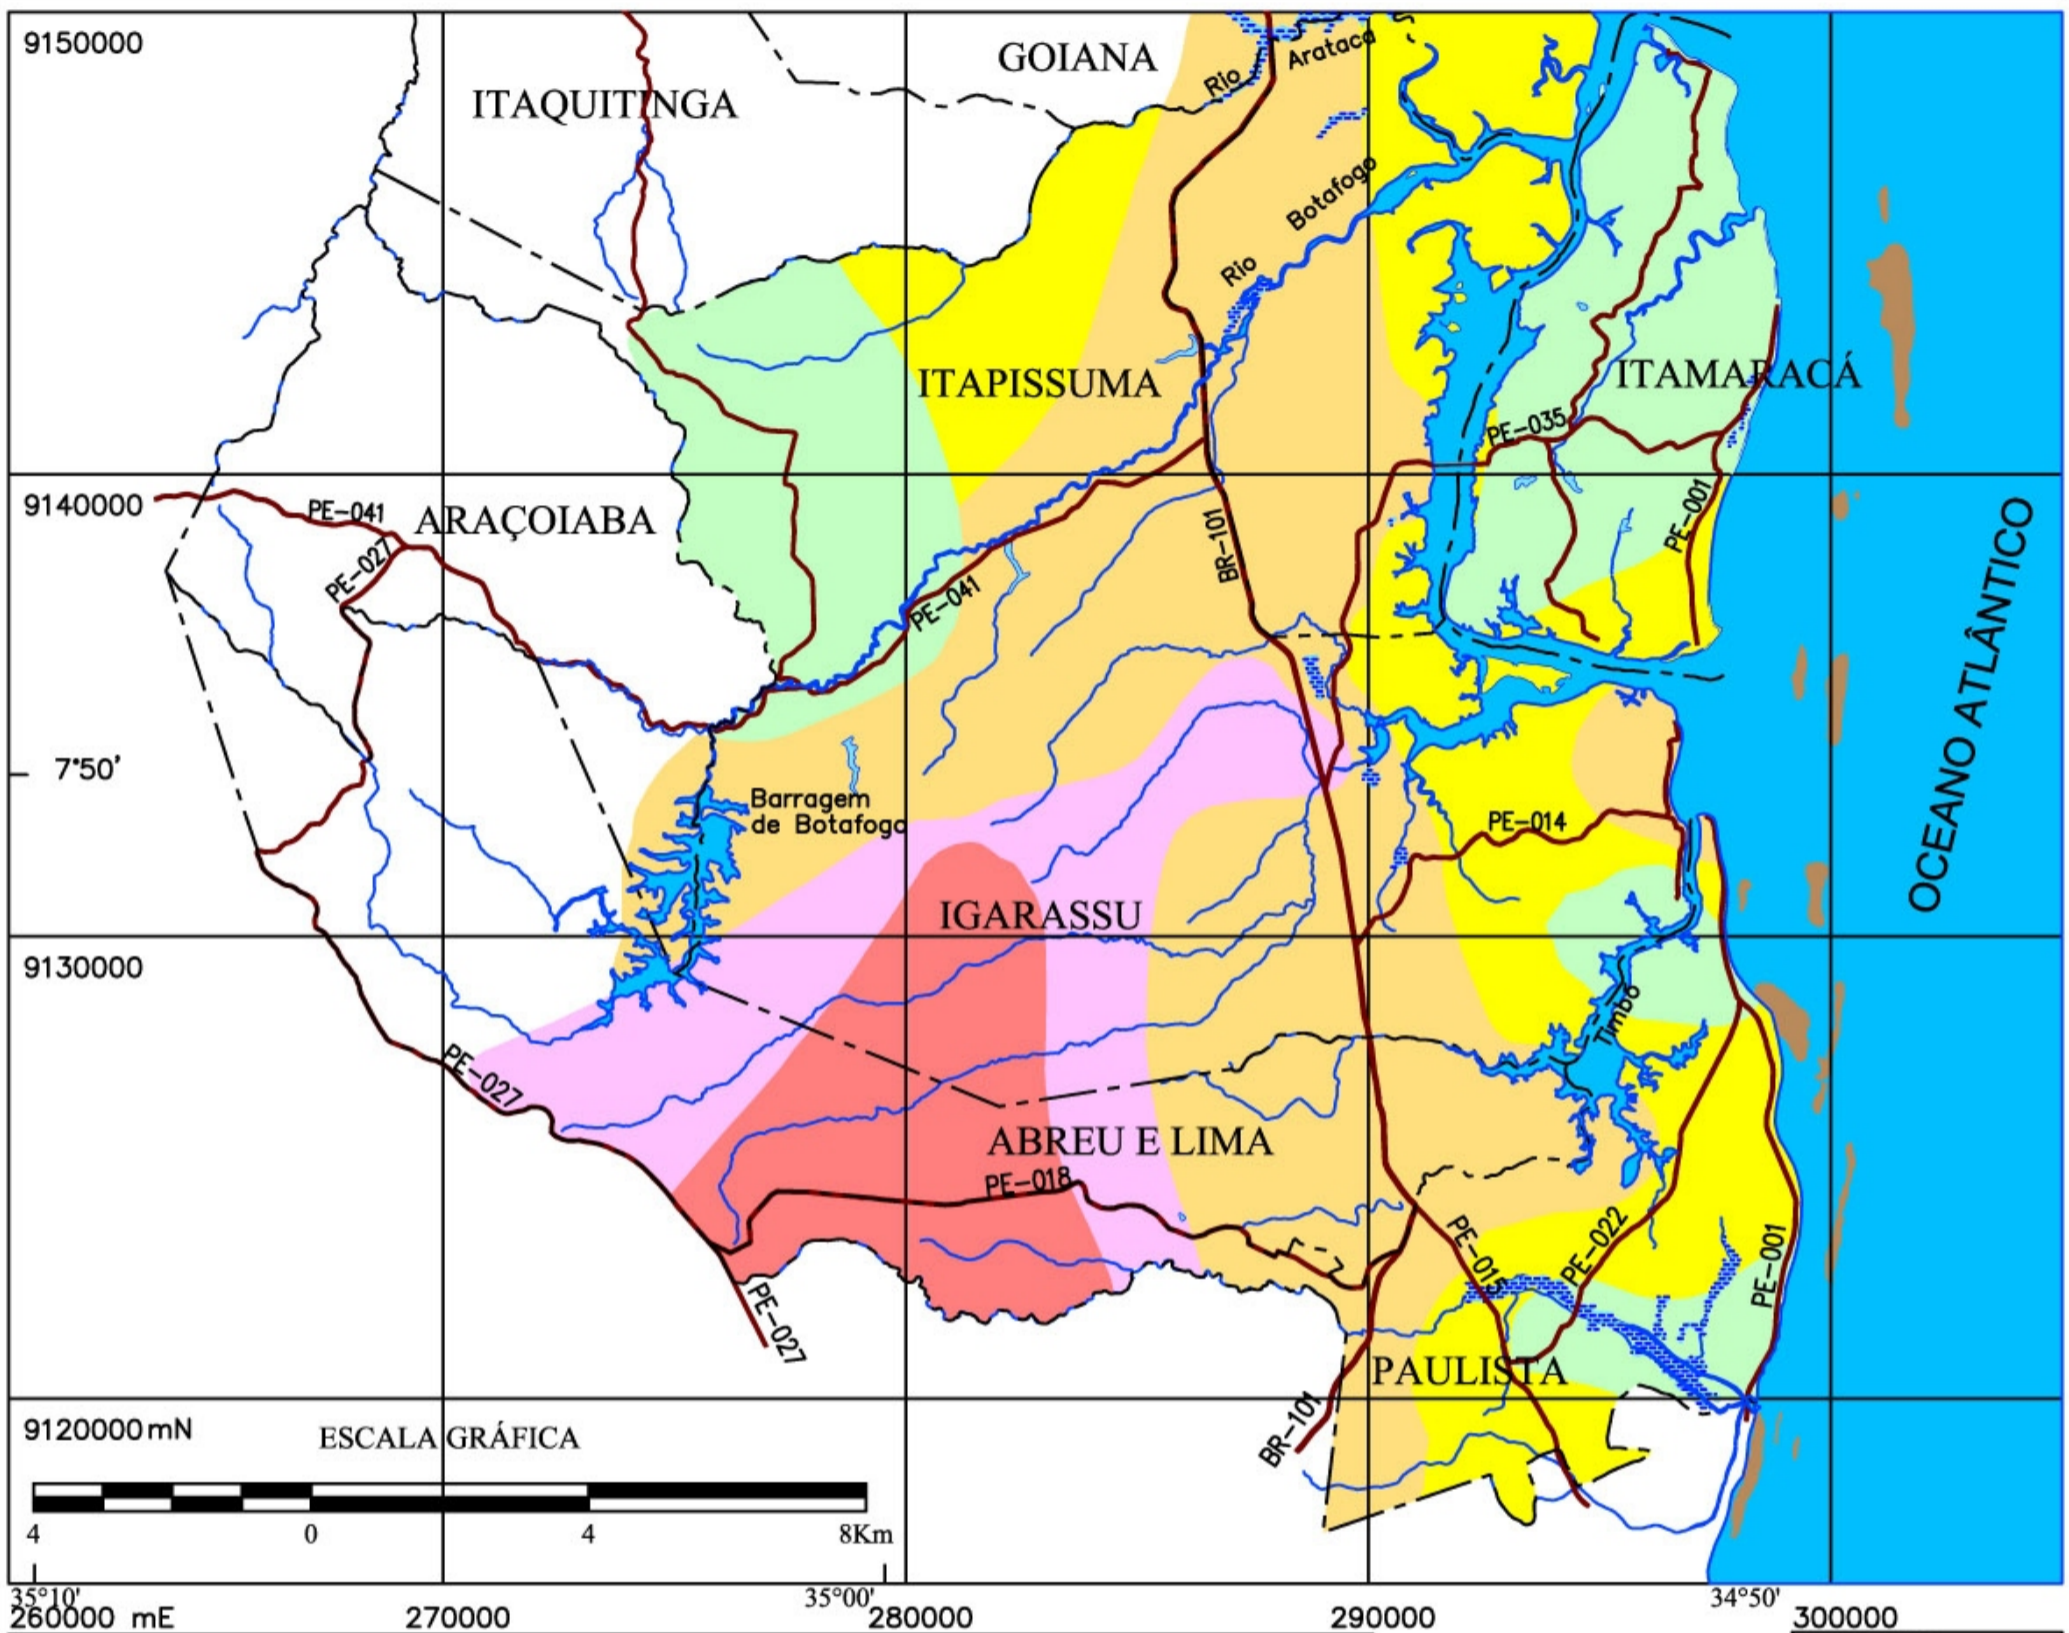 9150000
GOIANA
Rio
Arataca
ITAQUITINGA
Botafogo
Rio
ITAPISSUMA
ITAMARACÁ
PE-035
9140000
PE-041
ARAÇOIABA
PE-027
PE-041
BR-101
PE-001
OCEANO ATLÂNTICO
7°50'
Barragem
de Botafogo
PE-014
IGARASSU
9130000
Timbó
PE-027
ABREU E LIMA
PE-018
PE-015
PE-022
PE-001
PE-027
PAULISTA
BR-101
9120000 mN
ESCALA GRÁFICA
4 0 4 8Km
35°10' 35°00' 34°50'
260000 mE 270000 280000 290000 300000